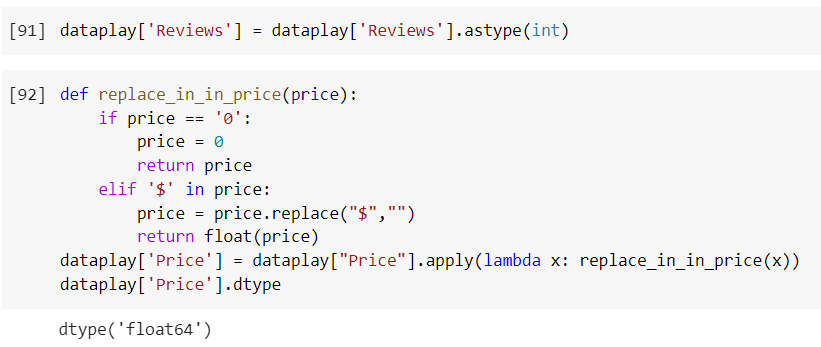 [91] dataplay['Reviews'] = dataplay['Reviews'].astype(int)
[92] def replace_in_in_price(price):
    if price == '0':
        price = 0
        return price
    elif '$' in price:
        price = price.replace("$","")
        return float(price)
dataplay['Price'] = dataplay["Price"].apply(lambda x: replace_in_in_price(x))
dataplay['Price'].dtype
dtype('float64')